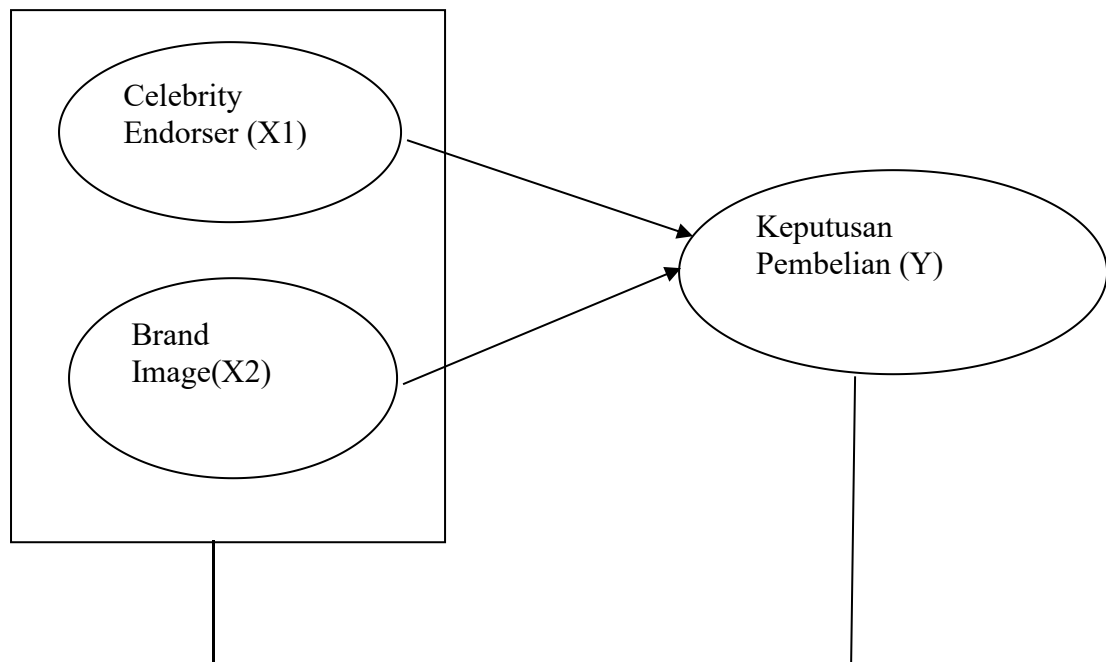 Celebrity
Endorser (X1)
Keputusan
Pembelian (Y)
Brand
Image(X2)